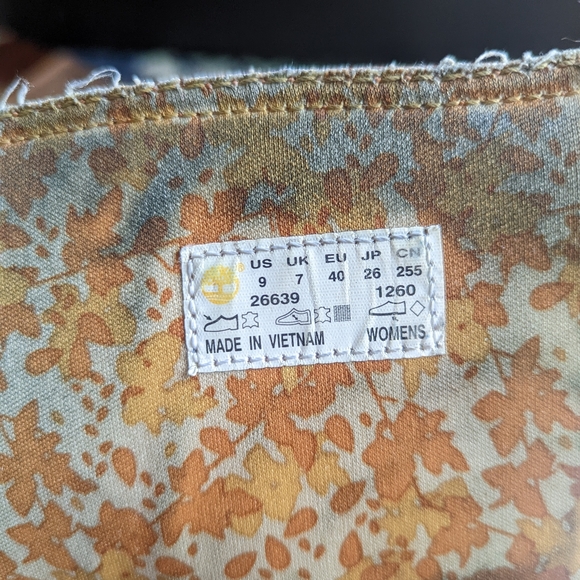 US UK EU JP CN
9 7 40 26 255
26639 1260
MADE IN VIETNAM WOMENS